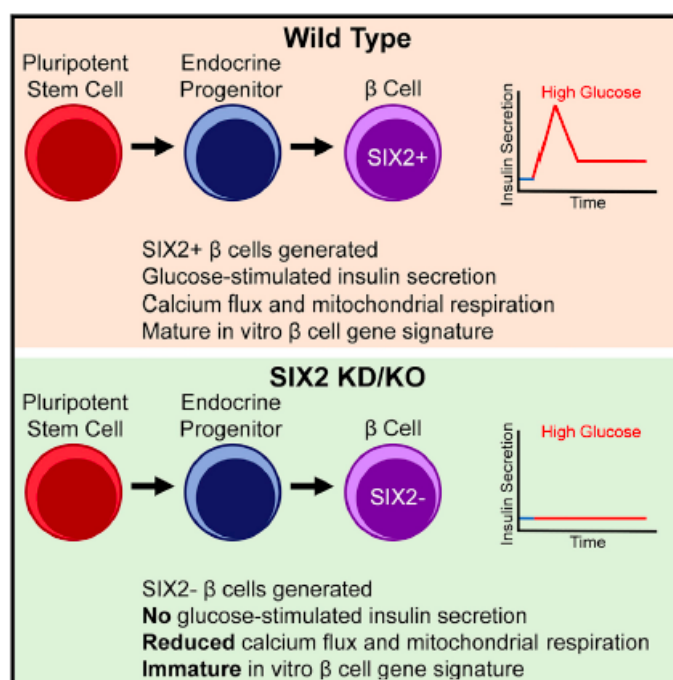 Wild Type
Pluripotent
Stem Cell
Endocrine
Progenitor
β Cell
SIX2+
High Glucose
Insulin Secretion
Time
SIX2+ β cells generated
Glucose-stimulated insulin secretion
Calcium flux and mitochondrial respiration
Mature in vitro β cell gene signature
SIX2 KD/KO
Pluripotent
Stem Cell
Endocrine
Progenitor
β Cell
SIX2-
High Glucose
Insulin Secretion
Time
SIX2- β cells generated
No glucose-stimulated insulin secretion
Reduced calcium flux and mitochondrial respiration
Immature in vitro β cell gene signature